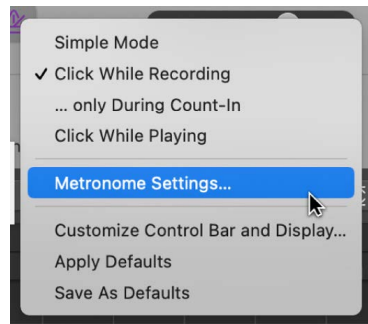 Simple Mode
✓ Click While Recording
... only During Count-In
Click While Playing
Metronome Settings...
Customize Control Bar and Display...
Apply Defaults
Save As Defaults